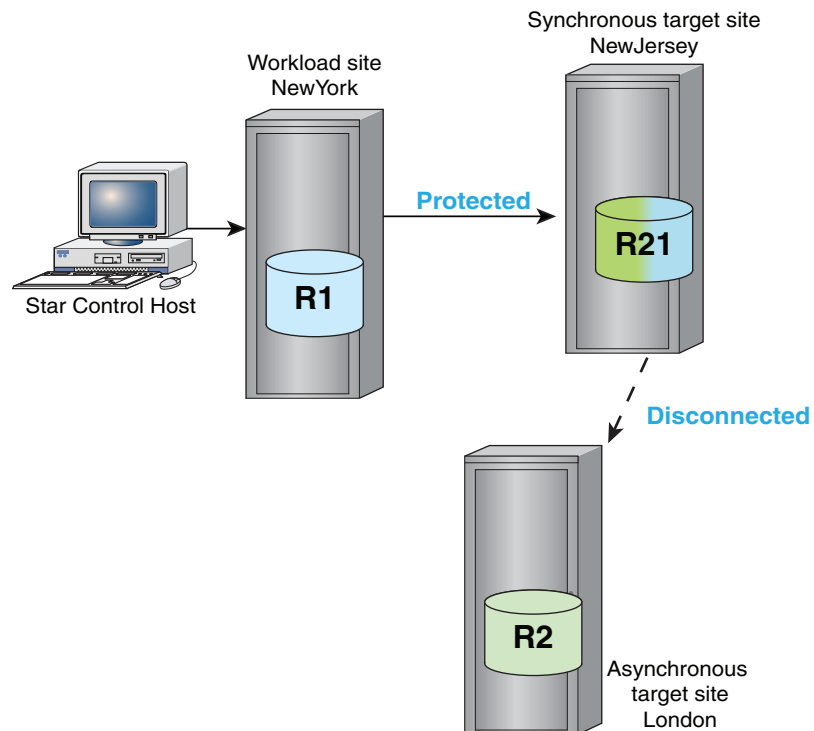 Synchronous target site
NewJersey
Workload site
NewYork
Protected
R21
R1
Star Control Host
Disconnected
R2
Asynchronous
target site
London